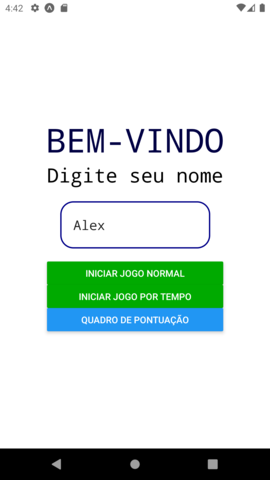 4:42
BEM-VINDO
Digite seu nome
Alex
INICIAR JOGO NORMAL
INICIAR JOGO POR TEMPO
QUADRO DE PONTUAÇÃO